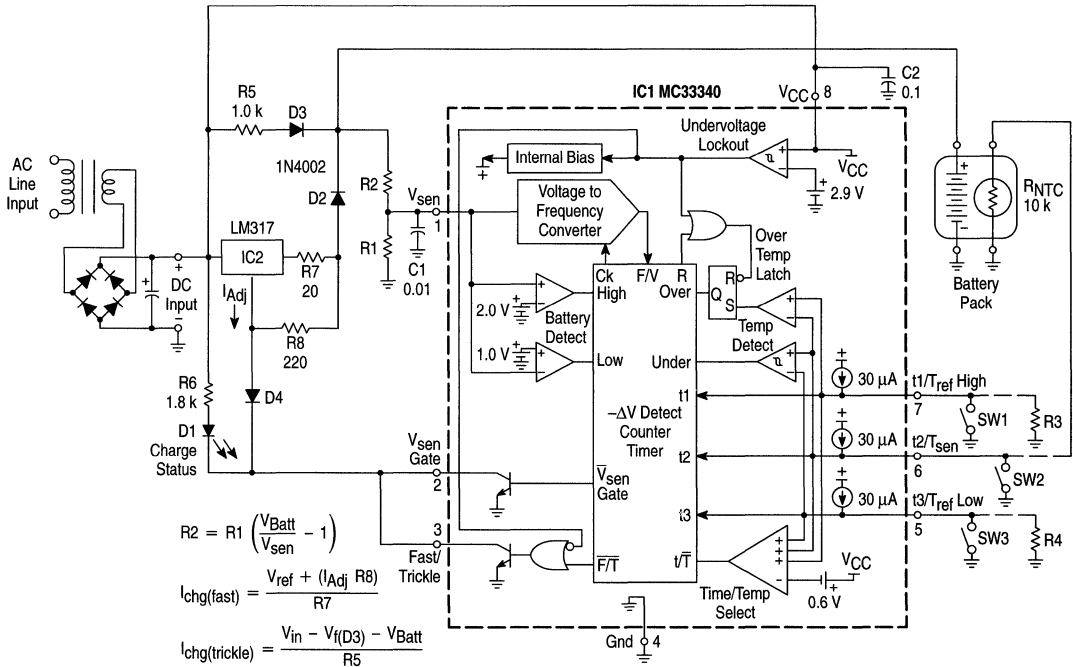 IC1 MC33340
R5
1.0 k
D3
1N4002
D2
R2
R1
C1
0.01
AC
Line
Input
+
DC
Input
−
LM317
IC2
I_Adj
R7
20
R8
220
R6
1.8 k
D1
Charge
Status
D4
V_sen
1
Internal Bias
Voltage to
Frequency
Converter
Undervoltage
Lockout
V_CC 8
V_CC
2.9 V
C2
0.1
R_NTC
10 k
Battery
Pack
Over
Temp
Latch
R
Q
S
Temp
Detect
Ck
F/V
R
High
Over
2.0 V
Battery
Detect
1.0 V
Low
Under
t1
−ΔV Detect
Counter
Timer
t2
t3
V̅_sen
Gate
F̅/T̅
t/T̅
30 µA
30 µA
30 µA
t1/T_ref High
7
SW1
R3
t2/T_sen
6
SW2
t3/T_ref Low
5
SW3
R4
V_sen
Gate
2
3
Fast/
Trickle
Time/Temp
Select
V_CC
0.6 V
Gnd
4
R2 = R1 (V_Batt/V_sen − 1)
I_chg(fast) = V_ref + (I_Adj R8) / R7
I_chg(trickle) = V_in − V_f(D3) − V_Batt / R5